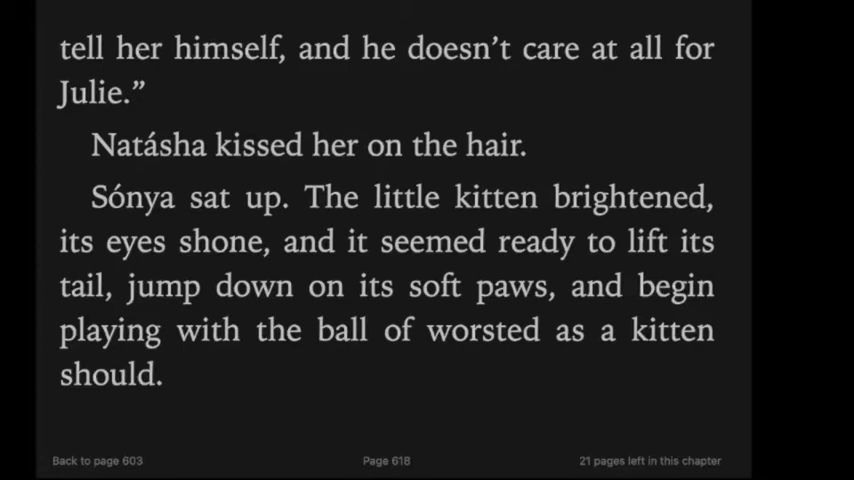 tell her himself, and he doesn’t care at all for
Julie.”
Natásha kissed her on the hair.
Sónya sat up. The little kitten brightened,
its eyes shone, and it seemed ready to lift its
tail, jump down on its soft paws, and begin
playing with the ball of worsted as a kitten
should.
Back to page 603 Page 618 21 pages left in this chapter